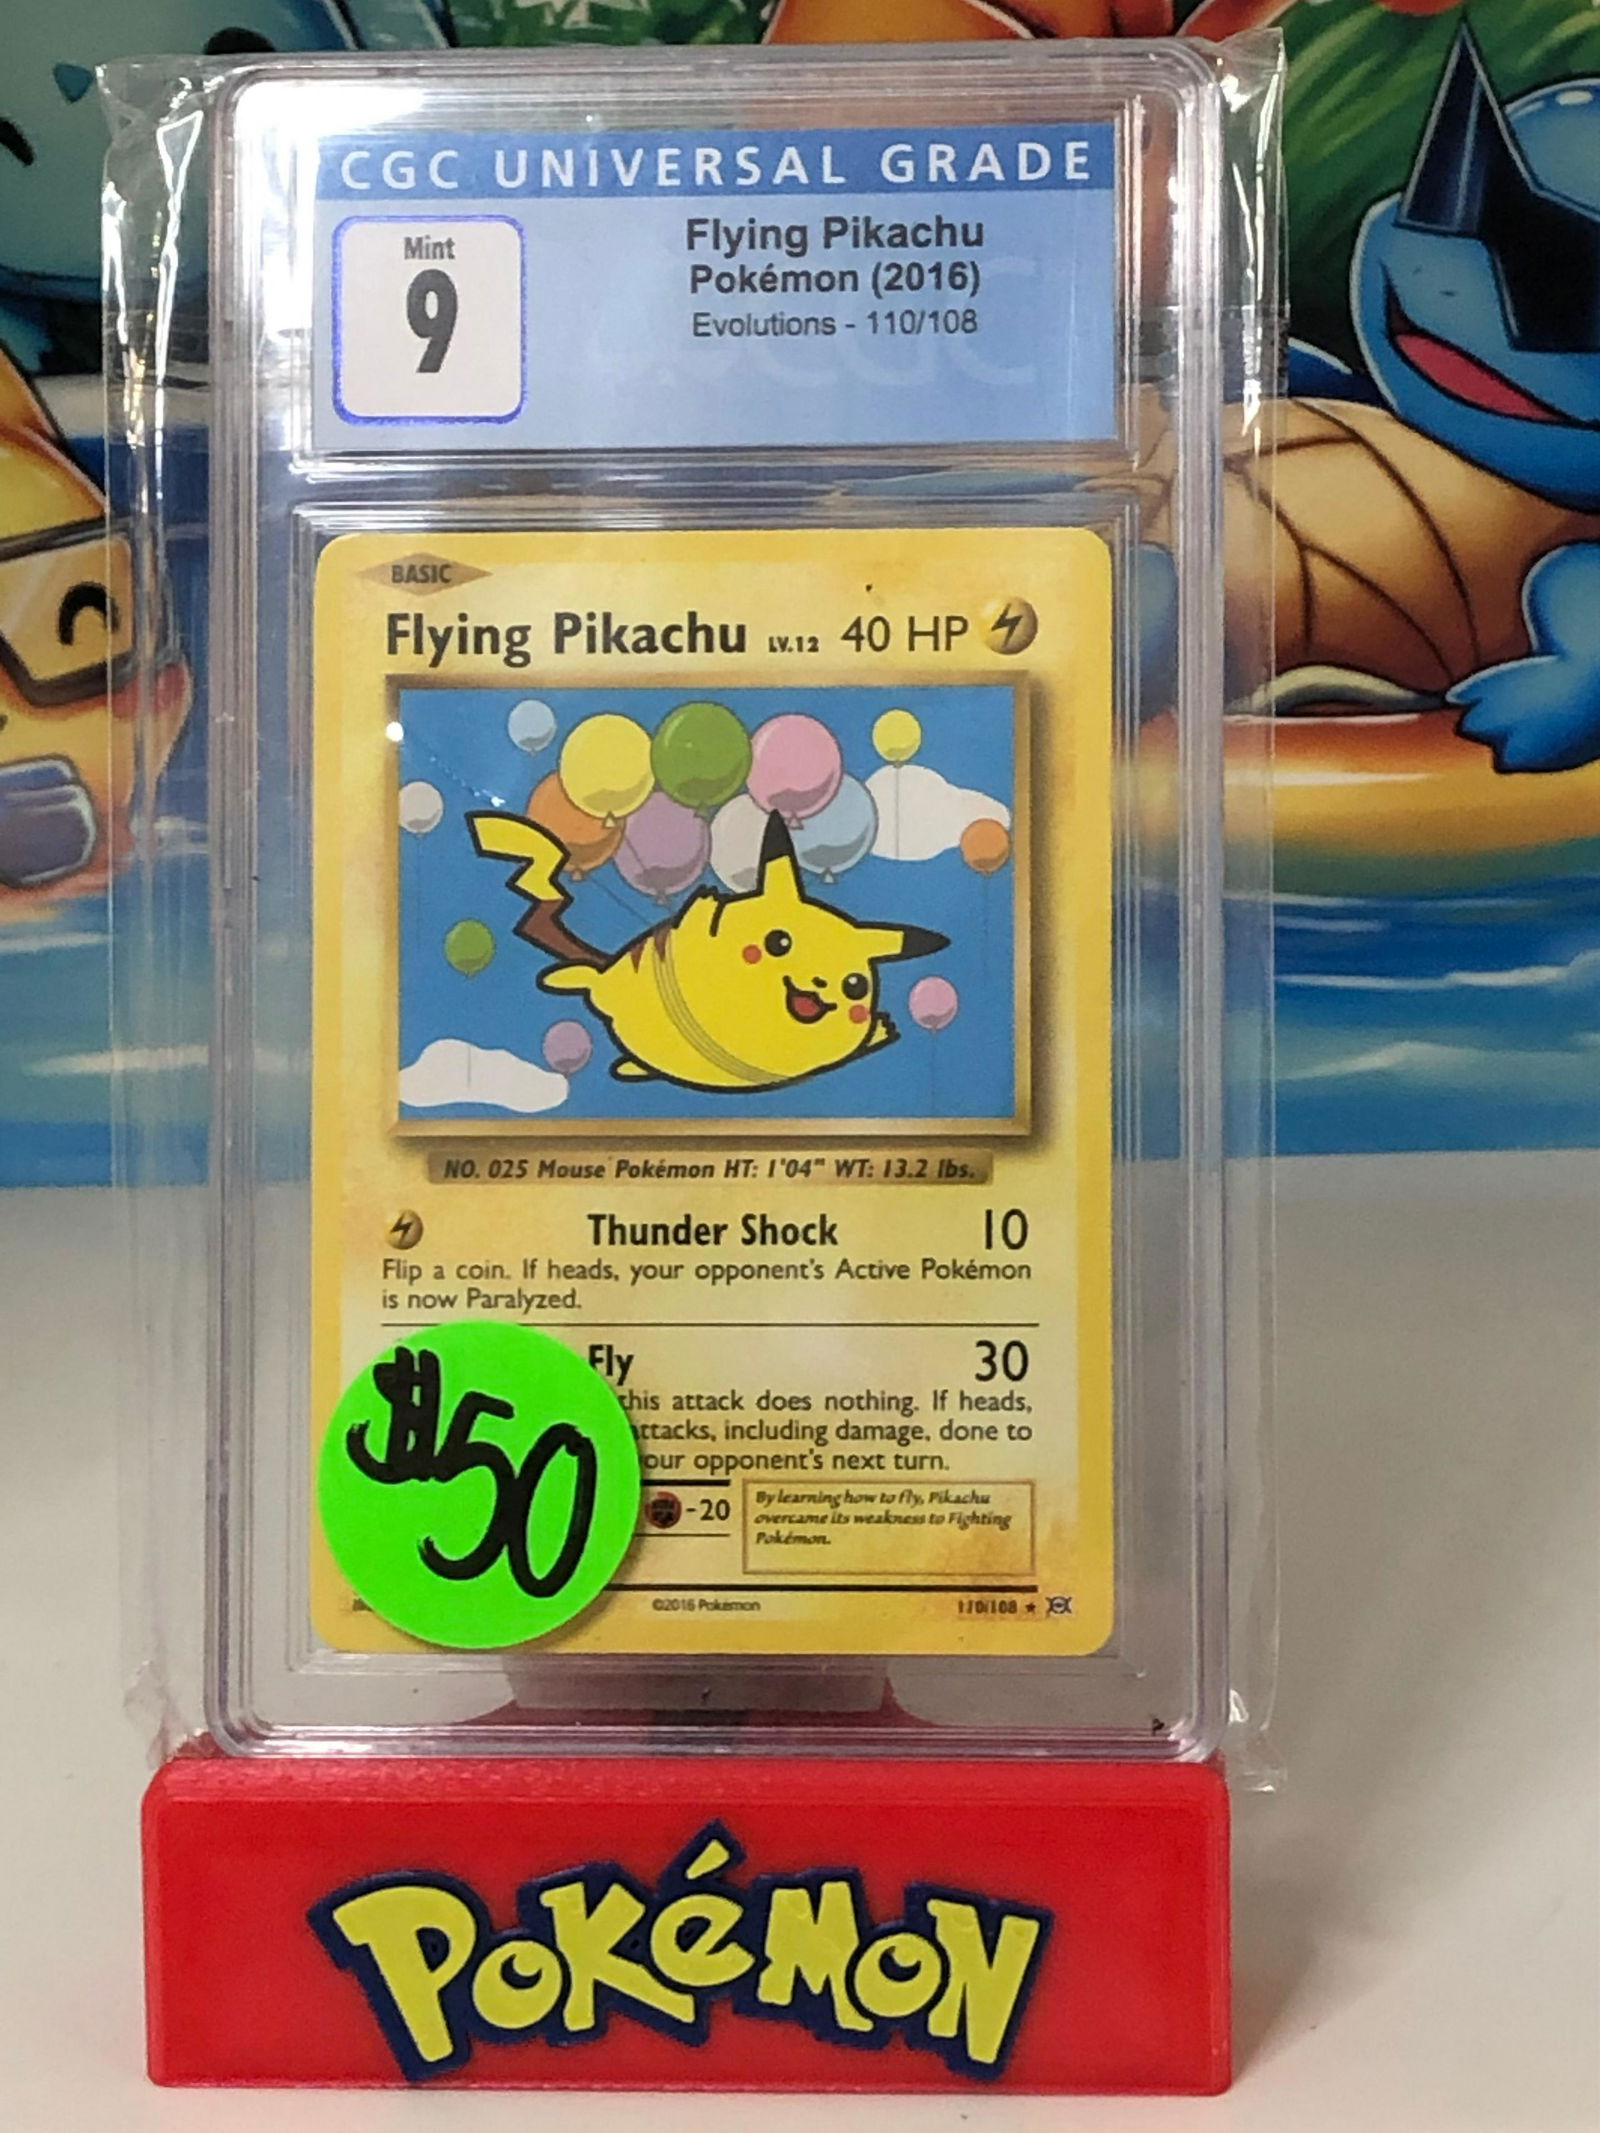 CGC UNIVERSAL GRADE
Mint
9
Flying Pikachu
Pokémon (2016)
Evolutions - 110/108
BASIC
Flying Pikachu LV.12 40 HP
NO. 025 Mouse Pokémon HT: 1'04" WT: 13.2 lbs.
Thunder Shock 10
Flip a coin. If heads, your opponent's Active Pokémon
is now Paralyzed.
Fly 30
this attack does nothing. If heads,
attacks, including damage, done to
your opponent's next turn.
$50
-20
By learning how to fly, Pikachu
overcame its weakness to Fighting
Pokémon.
©2016 Pokémon
110/108
POKéMON